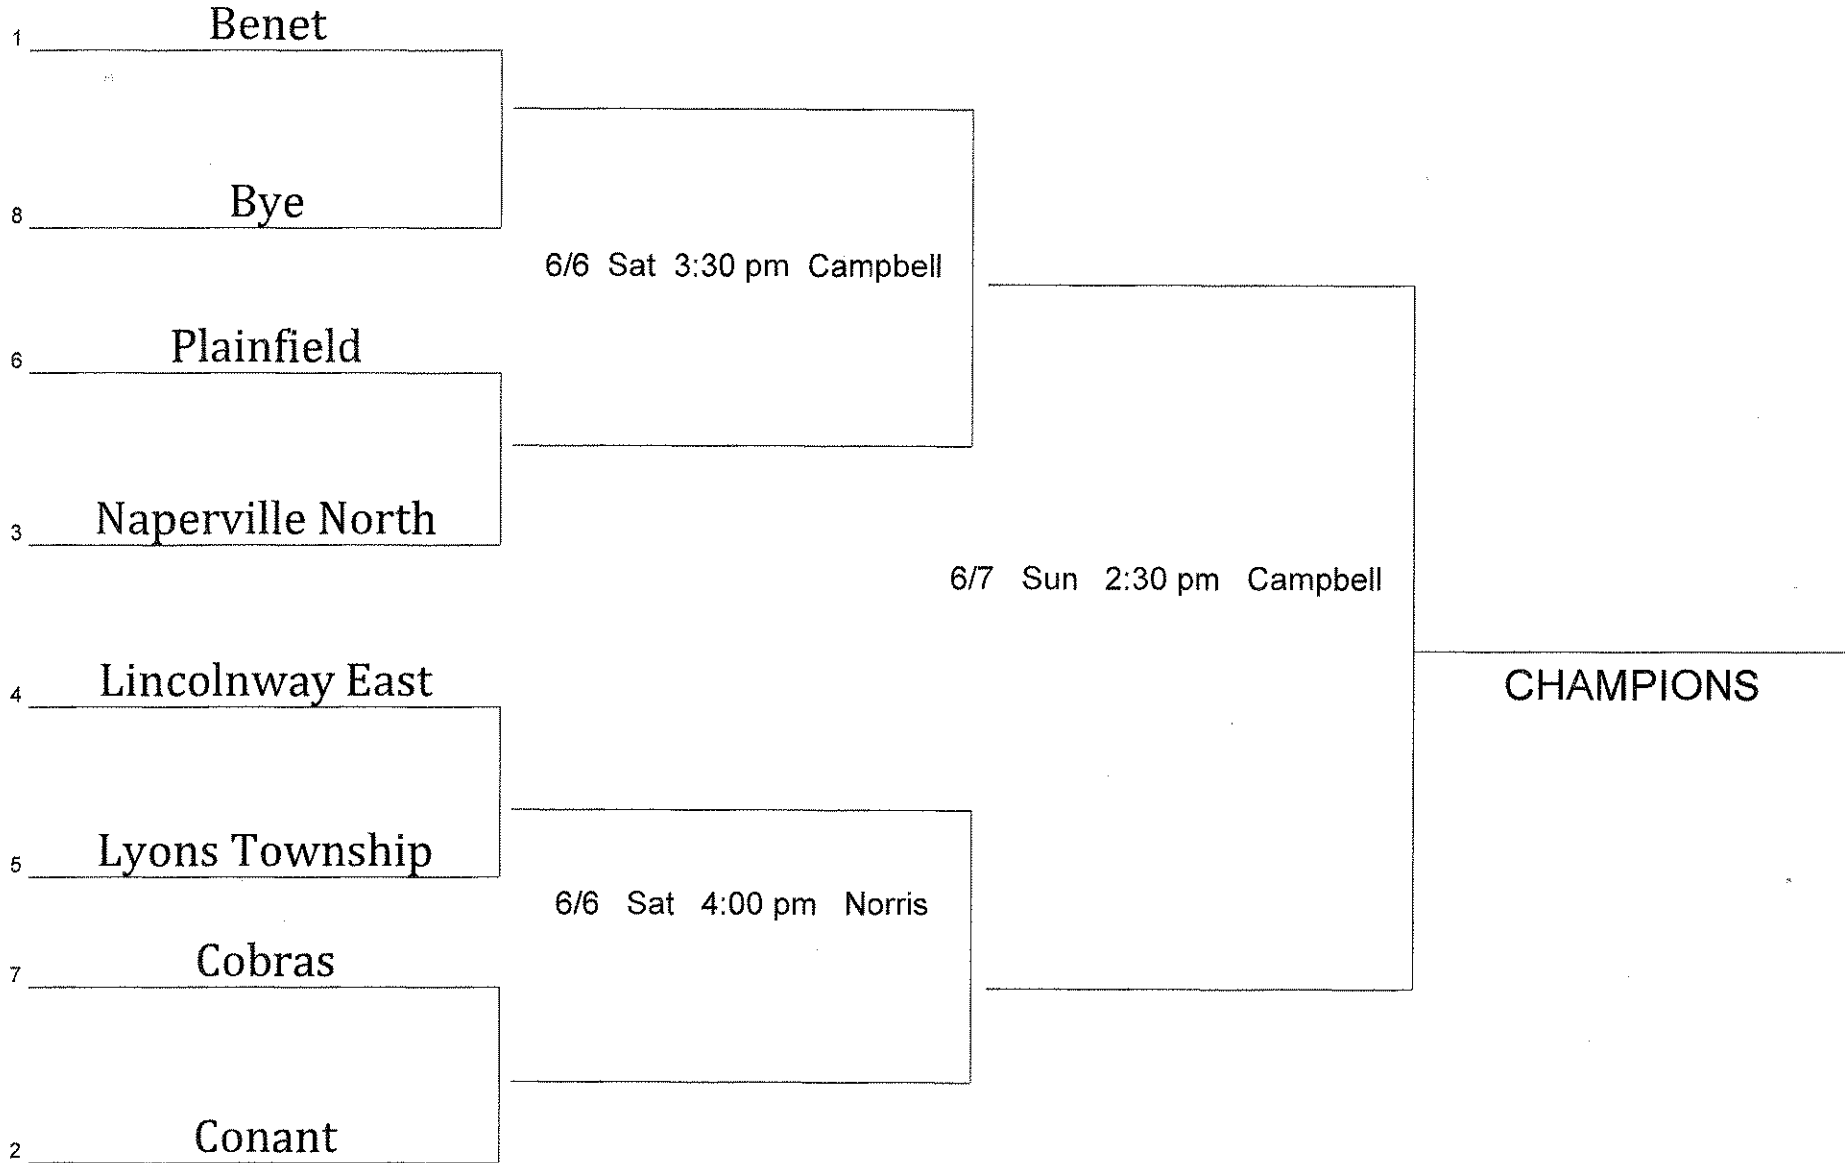 1 Benet
8 Bye
6/6 Sat 3:30 pm Campbell
6 Plainfield
3 Naperville North
6/7 Sun 2:30 pm Campbell
4 Lincolnway East
CHAMPIONS
5 Lyons Township
6/6 Sat 4:00 pm Norris
7 Cobras
2 Conant